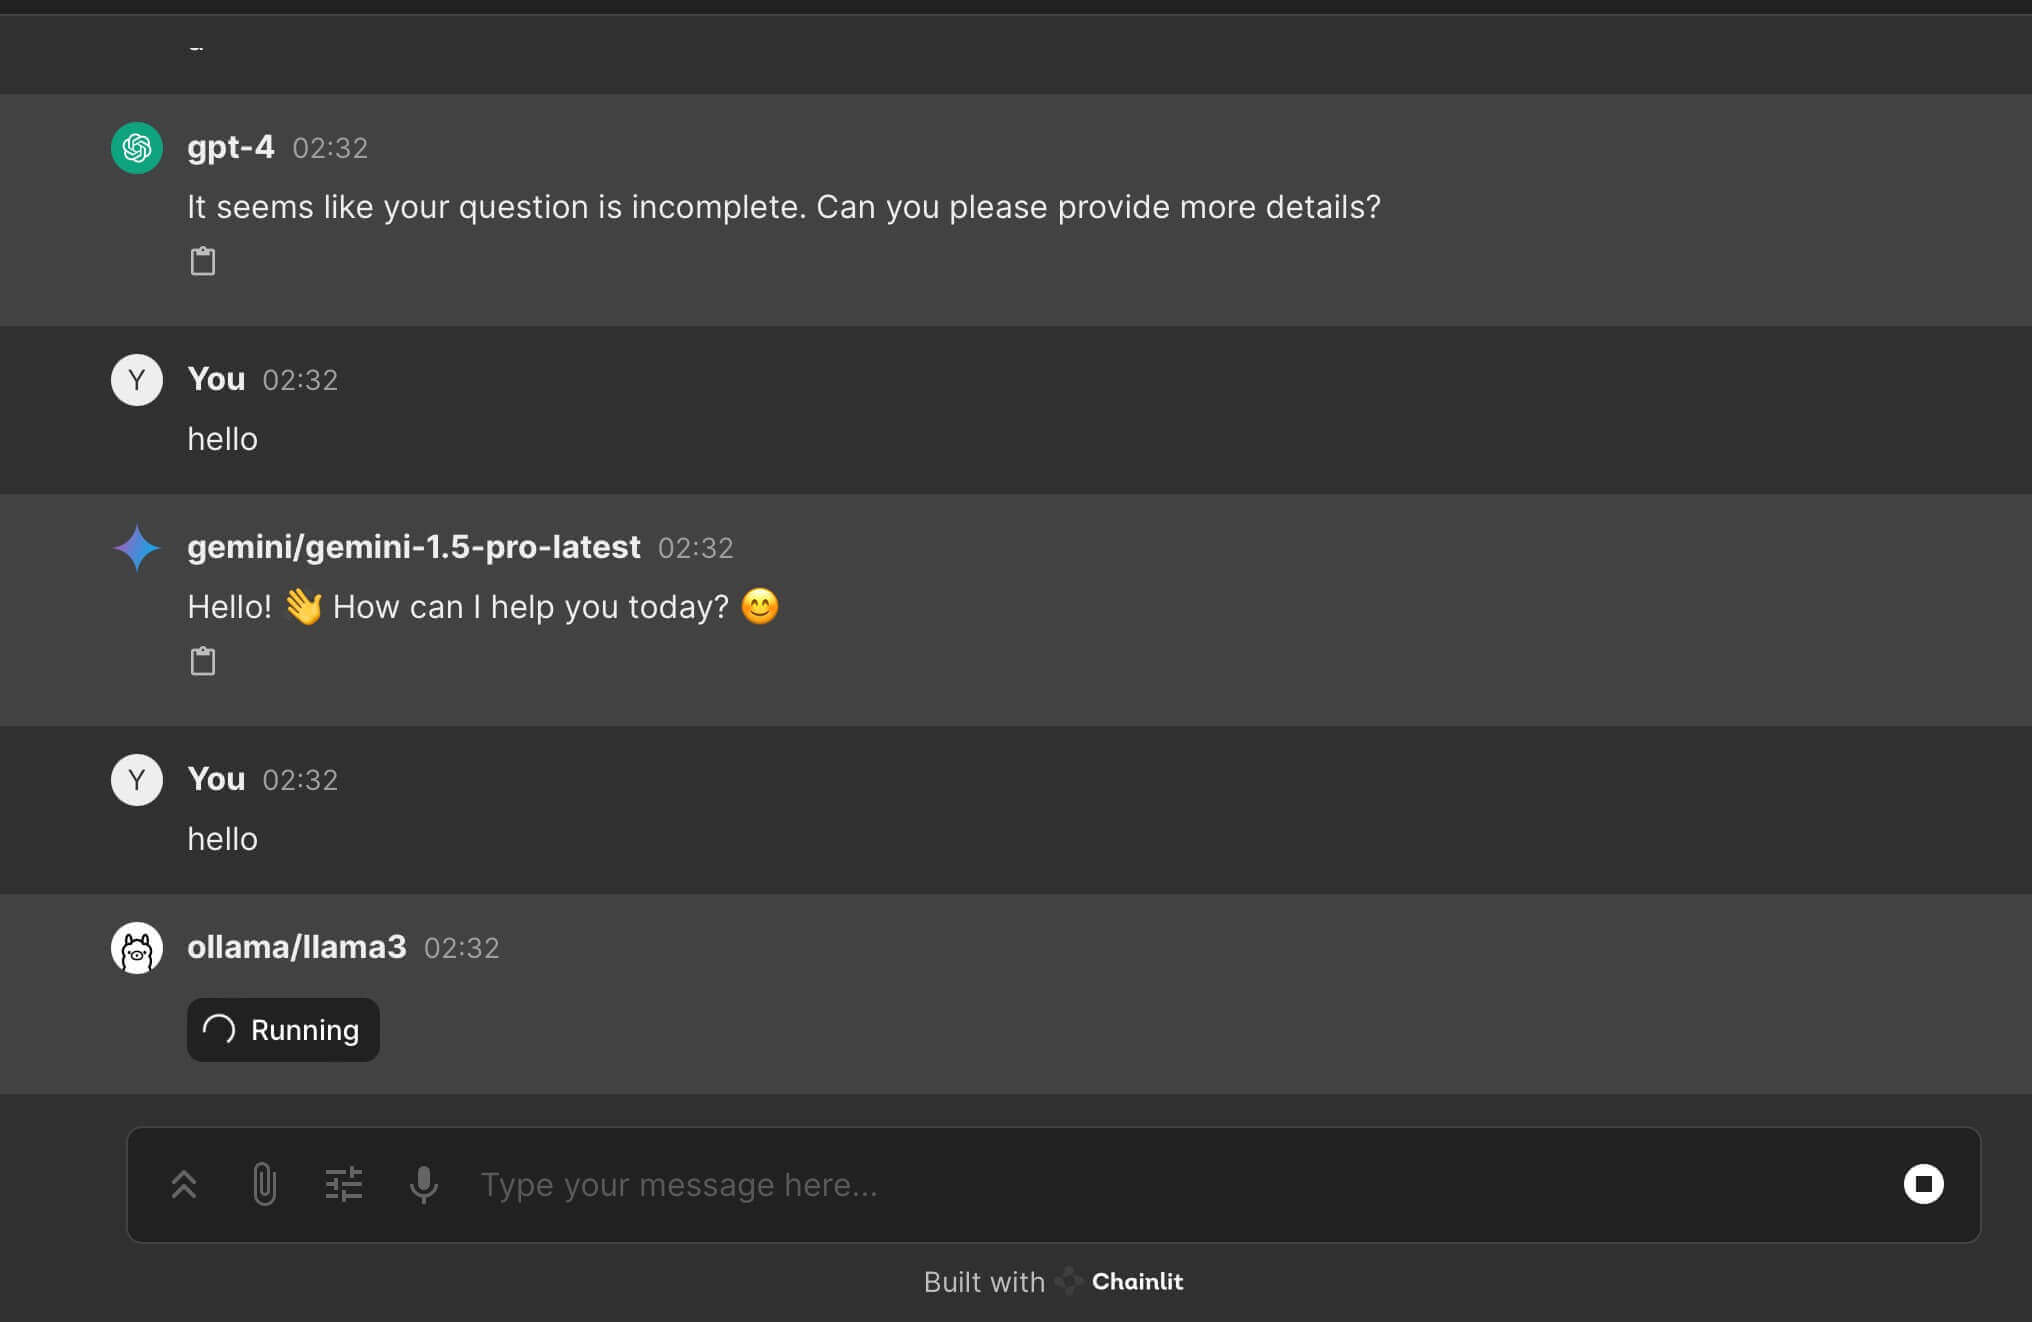 gpt-4 02:32
It seems like your question is incomplete. Can you please provide more details?
Y You 02:32
hello
gemini/gemini-1.5-pro-latest 02:32
Hello! 👋 How can I help you today? 😊
Y You 02:32
hello
ollama/llama3 02:32
Running
Type your message here...
Built with Chainlit